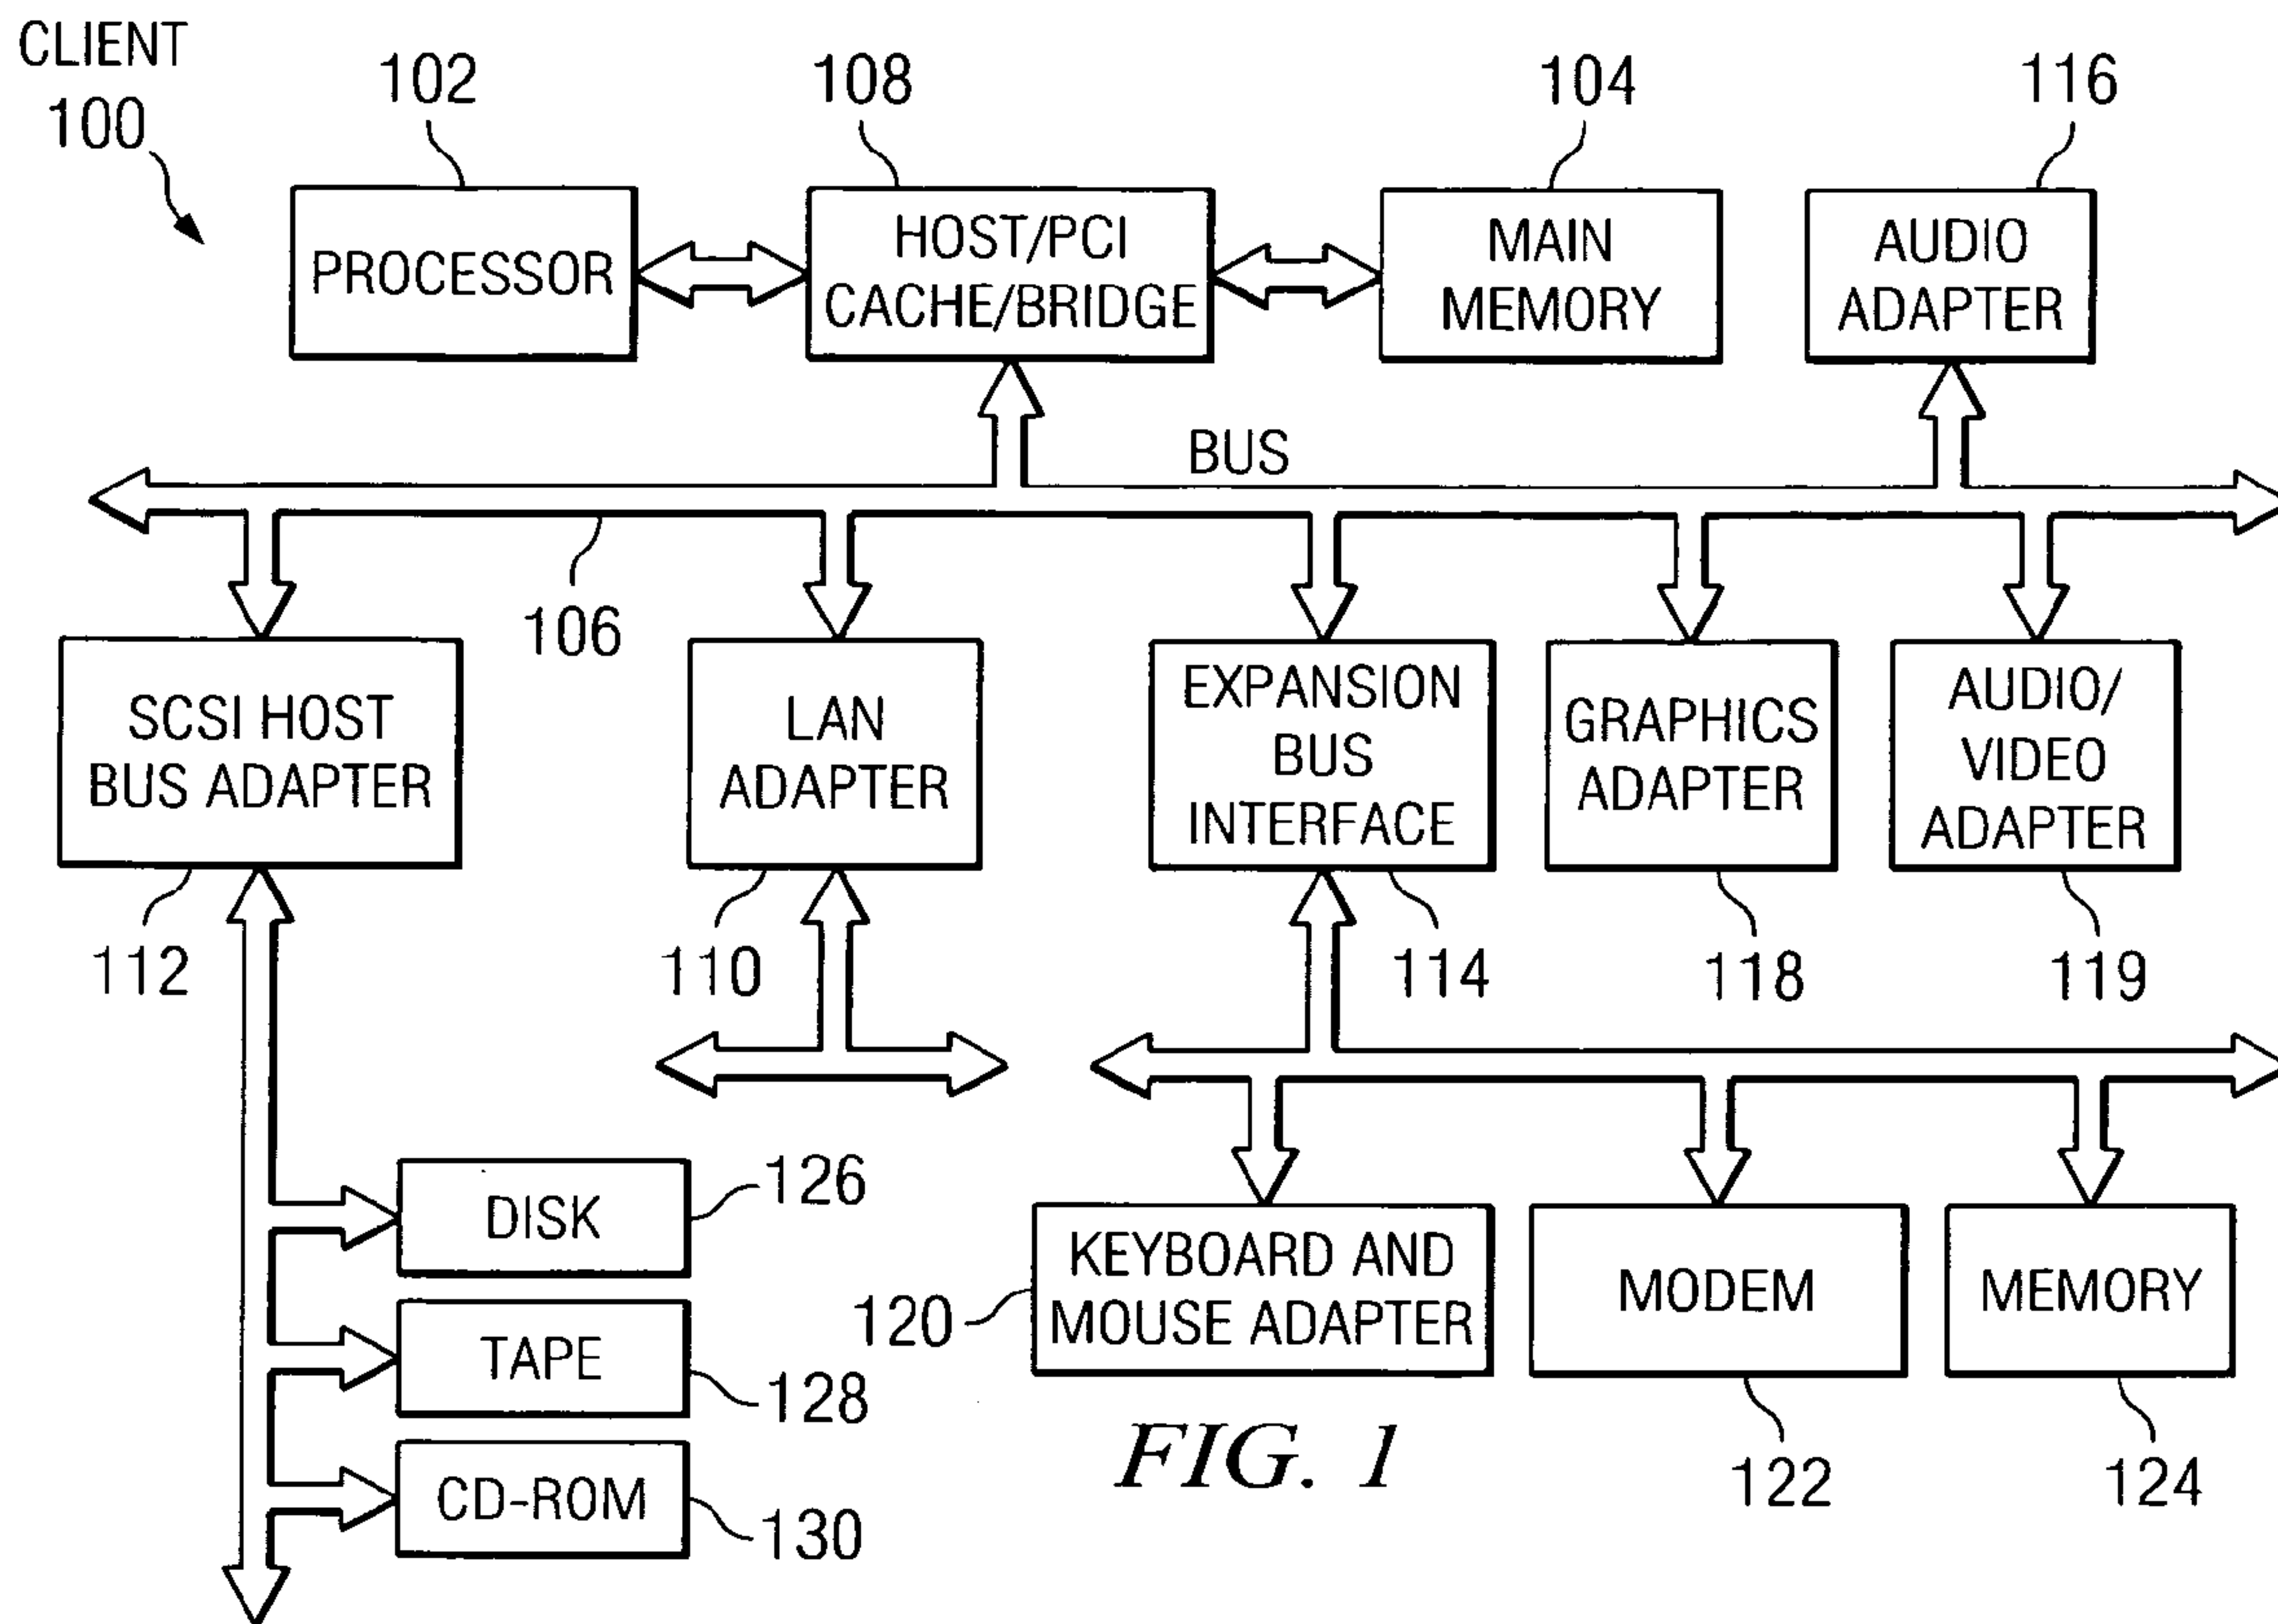 CLIENT
100
102
108
104
116
PROCESSOR
HOST/PCI
CACHE/BRIDGE
MAIN
MEMORY
AUDIO
ADAPTER
BUS
106
SCSI HOST
BUS ADAPTER
LAN
ADAPTER
EXPANSION
BUS
INTERFACE
GRAPHICS
ADAPTER
AUDIO/
VIDEO
ADAPTER
112
110
114
118
119
DISK
126
TAPE
128
CD-ROM
130
120
KEYBOARD AND
MOUSE ADAPTER
MODEM
MEMORY
122
124
FIG. 1